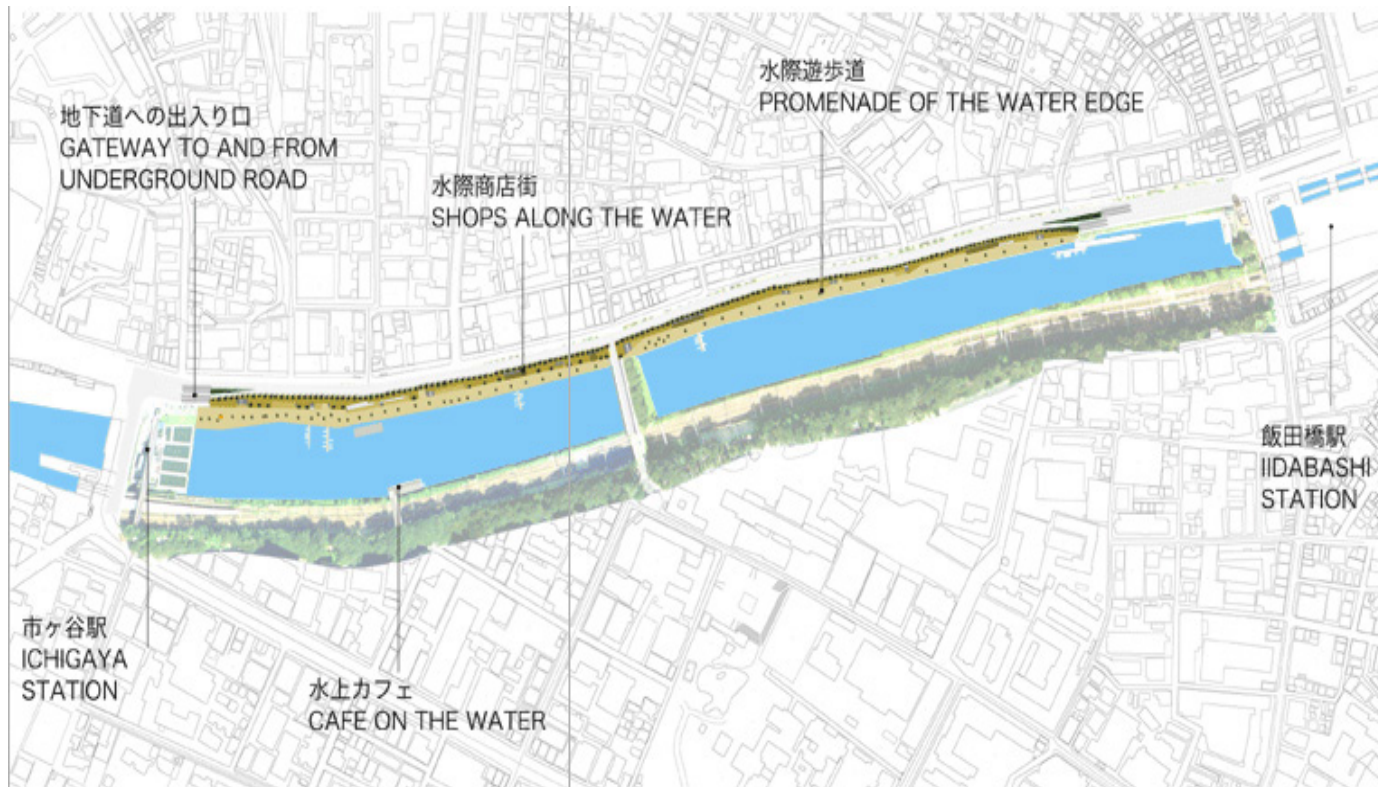 水際遊歩道
PROMENADE OF THE WATER EDGE
地下道への出入り口
GATEWAY TO AND FROM
UNDERGROUND ROAD
水際商店街
SHOPS ALONG THE WATER
飯田橋駅
IIDABASHI
STATION
市ヶ谷駅
ICHIGAYA
STATION
水上カフェ
CAFE ON THE WATER